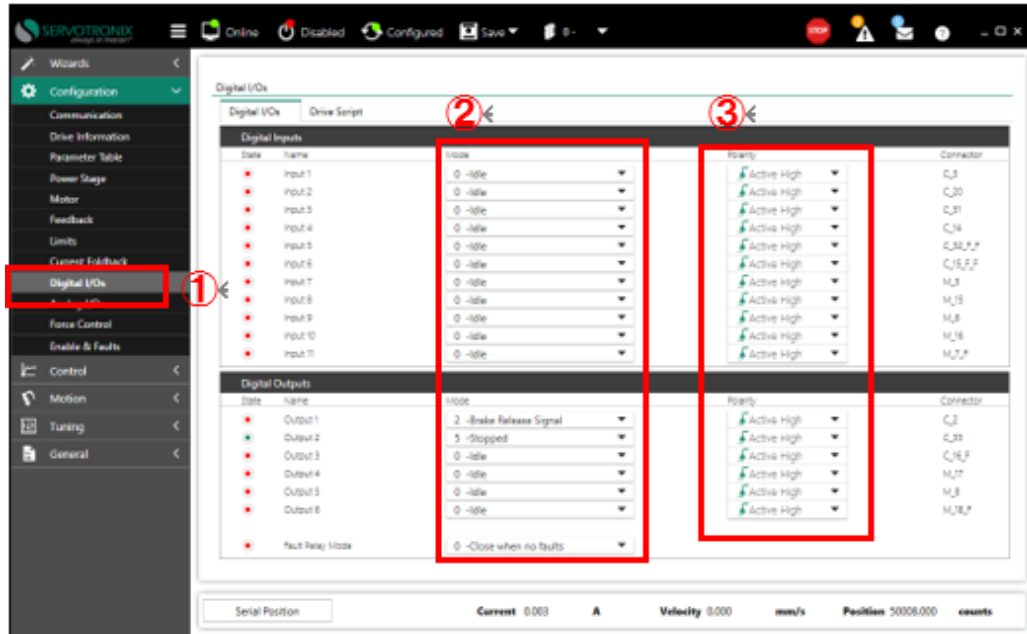 SERVOTRONIX
always in motion
Online
Disabled
Configured
Save
0 -
STOP
?
Wizards
Configuration
Communication
Drive Information
Parameter Table
Power Stage
Motor
Feedback
Limits
Current Foldback
Digital I/Os
Force Control
Enable & Faults
Control
Motion
Tuning
General
①
②
③
Digital I/Os
Digital I/Os Drive Script
Digital Inputs
State Name Mode Polarity Connector
Input 1 0 -Idle Active High C_3
Input 2 0 -Idle Active High C_20
Input 3 0 -Idle Active High C_31
Input 4 0 -Idle Active High C_14
Input 5 0 -Idle Active High C_32_F_F
Input 6 0 -Idle Active High C_15_F_F
Input 7 0 -Idle Active High M_3
Input 8 0 -Idle Active High M_15
Input 9 0 -Idle Active High M_6
Input 10 0 -Idle Active High M_16
Input 11 0 -Idle Active High M_7_F
Digital Outputs
State Name Mode Polarity Connector
Output 1 2 -Brake Release Signal Active High C_2
Output 2 5 -Stopped Active High C_33
Output 3 0 -Idle Active High C_16_F
Output 4 0 -Idle Active High M_17
Output 5 0 -Idle Active High M_8
Output 6 0 -Idle Active High M_18_F
Fault Relay Mode 0 -Close when no faults
Serial Position Current 0.003 A Velocity 0.000 mm/s Position 50008.000 counts